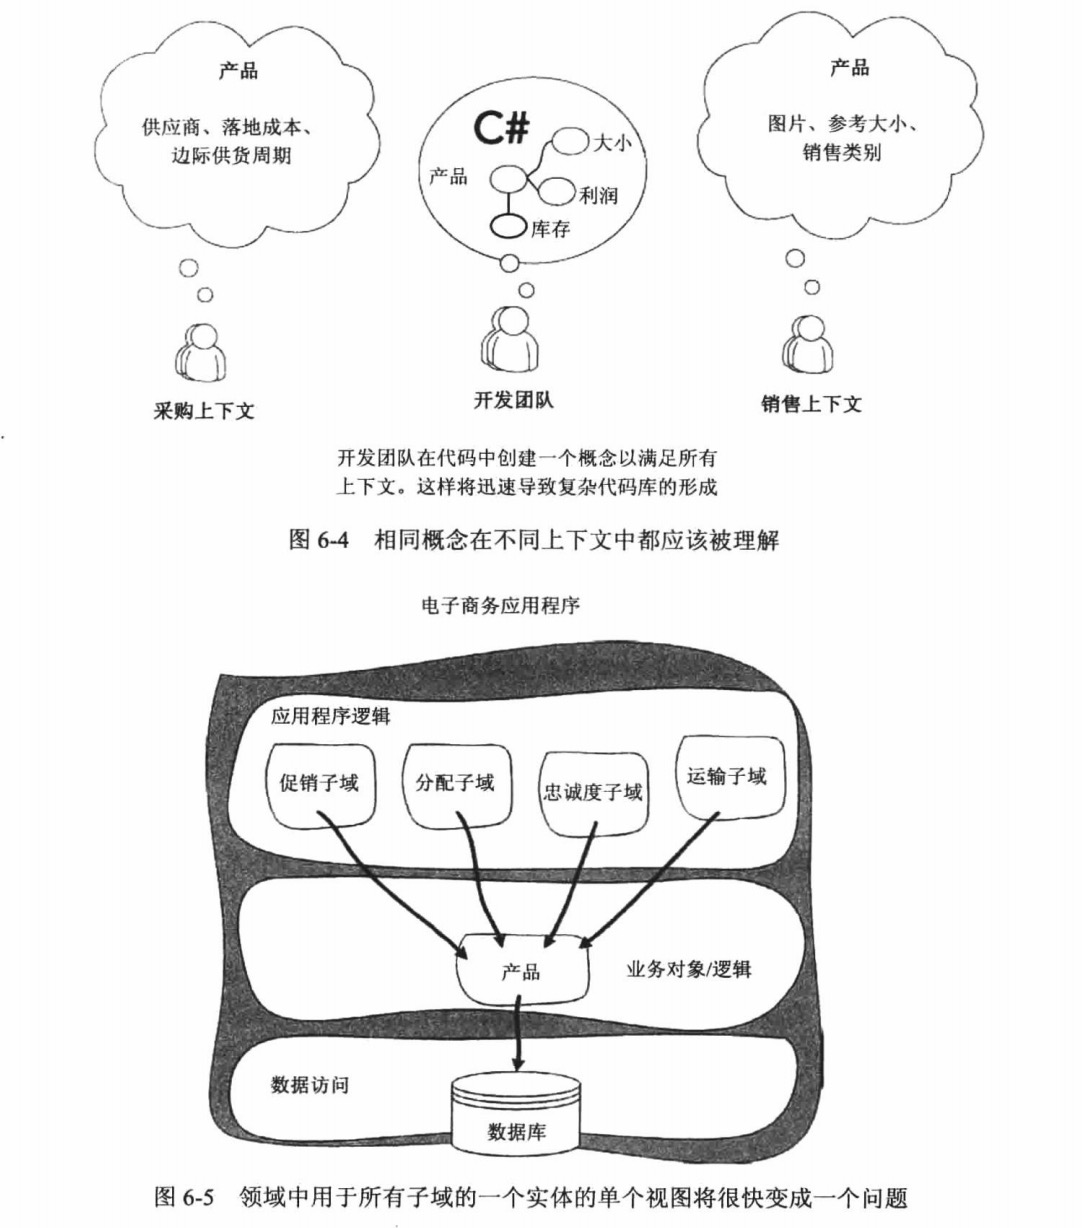 产品
供应商、落地成本、
边际供货周期
采购上下文
C#
产品
大小
利润
库存
开发团队
产品
图片、参考大小、
销售类别
销售上下文
开发团队在代码中创建一个概念以满足所有
上下文。这样将迅速导致复杂代码库的形成
图 6-4 相同概念在不同上下文中都应该被理解
电子商务应用程序
应用程序逻辑
促销子域
分配子域
忠诚度子域
运输子域
产品
业务对象/逻辑
数据访问
数据库
图 6-5 领域中用于所有子域的一个实体的单个视图将很快变成一个问题